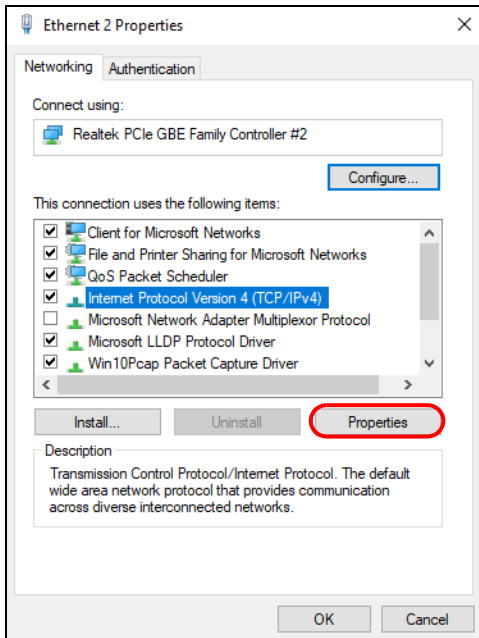 Ethernet 2 Properties
Networking
Authentication
Connect using:
Realtek PCIe GBE Family Controller #2
Configure...
This connection uses the following items:
Client for Microsoft Networks
File and Printer Sharing for Microsoft Networks
QoS Packet Scheduler
Internet Protocol Version 4 (TCP/IPv4)
Microsoft Network Adapter Multiplexor Protocol
Microsoft LLDP Protocol Driver
Win10Pcap Packet Capture Driver
Install...
Uninstall
Properties
Description
Transmission Control Protocol/Internet Protocol. The default
wide area network protocol that provides communication
across diverse interconnected networks.
OK
Cancel